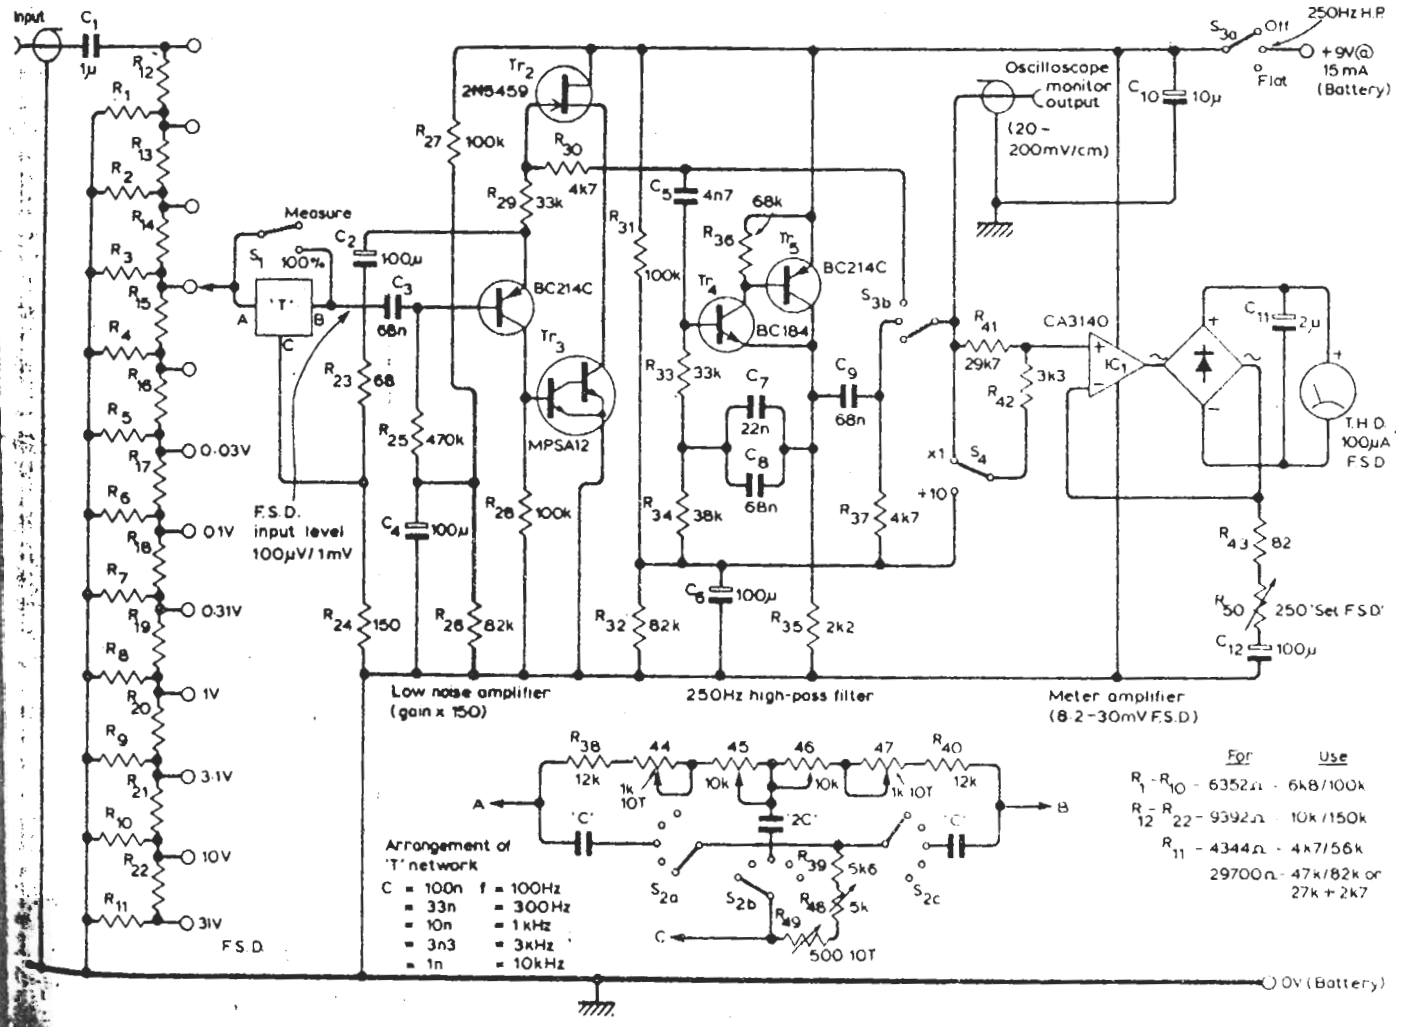 Input
C1
1μ
R12
R1
R13
R2
R14
R3
R15
R4
R16
R5
0·03V
R17
R6
01V
R18
R7
0·31V
R19
R8
1V
R20
R9
3·1V
R21
R10
10V
R22
R11
31V
F.S.D.
Measure
S1
100%
'T'
A
B
C
F.S.D.
input level
100μV/1mV
C2
100μ
C3
68n
R23
68
R25
470k
C4
100μ
R24
150
R26
82k
R27
100k
Tr2
2N5459
R30
4k7
R29
33k
BC214C
Tr3
MPSA12
R28
100k
Low noise amplifier
(gain x 150)
R31
100k
R32
82k
C5
4n7
68k
R36
Tr5
BC214C
Tr4
BC184
R33
33k
C7
22n
C8
68n
R34
38k
C9
68n
R37
4k7
C6
100μ
R35
2k2
250Hz high-pass filter
S3b
Oscilloscope
monitor
output
(20-
200mV/cm)
C10
10μ
S3a
Off
250Hz H.P.
Flat
+9V@
15mA
(Battery)
R41
29k7
R42
3k3
CA3140
+
-
IC1
x1
S4
÷10
+
~
~
-
C11
2μ
+
T.H.D.
100μA
F.S.D
R43
82
R50
250 'Set F.S.D'
C12
100μ
Meter amplifier
(8·2-30mV F.S.D)
R38
12k
44
1k
10T
45
10k
46
10k
47
1k 10T
R40
12k
A
B
'C'
'2C'
'C'
S2a
S2b
S2c
R39
5k6
R48
5k
R49
500 10T
C
Arrangement of
'T' network
C = 100n f = 100Hz
= 33n = 300Hz
= 10n = 1kHz
= 3n3 = 3kHz
= 1n = 10kHz
For Use
R1-R10 - 6352Ω - 6k8/100k
R12-R22 - 9392Ω - 10k/150k
R11 - 4344Ω - 4k7/56k
29700Ω - 47k/82k or
27k + 2k7
0V (Battery)